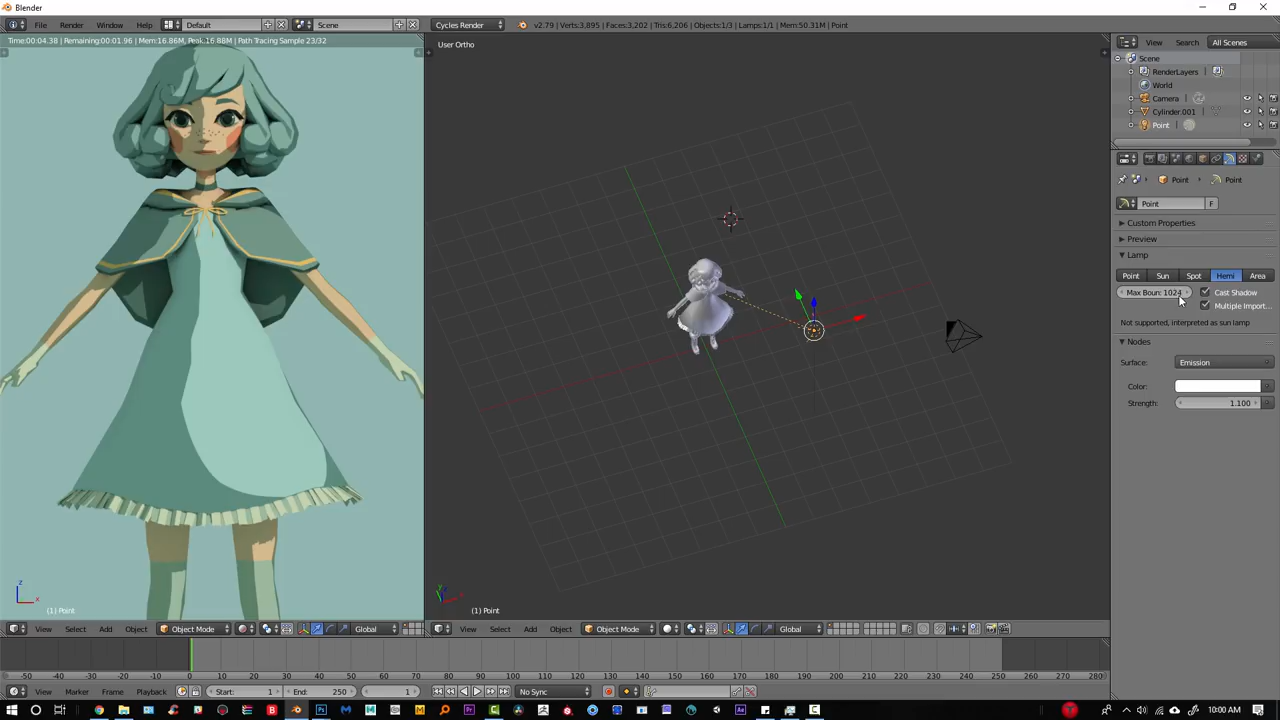 Blender
File Render Window Help Default Scene Cycles Render v2.79 | Verts:3,895 | Faces:3,202 | Tris:6,206 | Objects:1/3 | Lamps:1/1 | Mem:50.31M | Point
Time:00:04.38 | Remaining:00:01.96 | Mem:16.86M, Peak:16.88M | Path Tracing Sample 23/32
User Ortho
View Search All Scenes
Scene
RenderLayers
World
Camera
Cylinder.001
Point
Point Point
Point F
Custom Properties
Preview
Lamp
Point Sun Spot Hemi Area
Max Boun: 1024 Cast Shadow
Multiple Import...
Not supported, interpreted as sun lamp
Nodes
Surface: Emission
Color:
Strength: 1.100
z
x
(1) Point
y
(1) Point
View Select Add Object Object Mode Global
View Select Add Object Object Mode Global
-50 -40 -30 -20 -10 0 10 20 30 40 50 60 70 80 90 100 110 120 130 140 150 160 170 180 190 200 210 220 230 240 250 260 270 280
View Marker Frame Playback Start: 1 End: 250 1 No Sync
10:00 AM